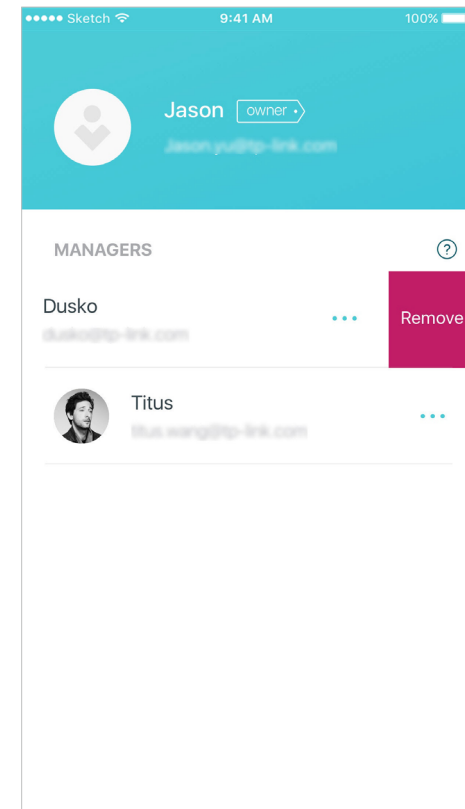 Sketch 9:41 AM 100%
Jason owner
MANAGERS ?
Dusko
Remove
Titus